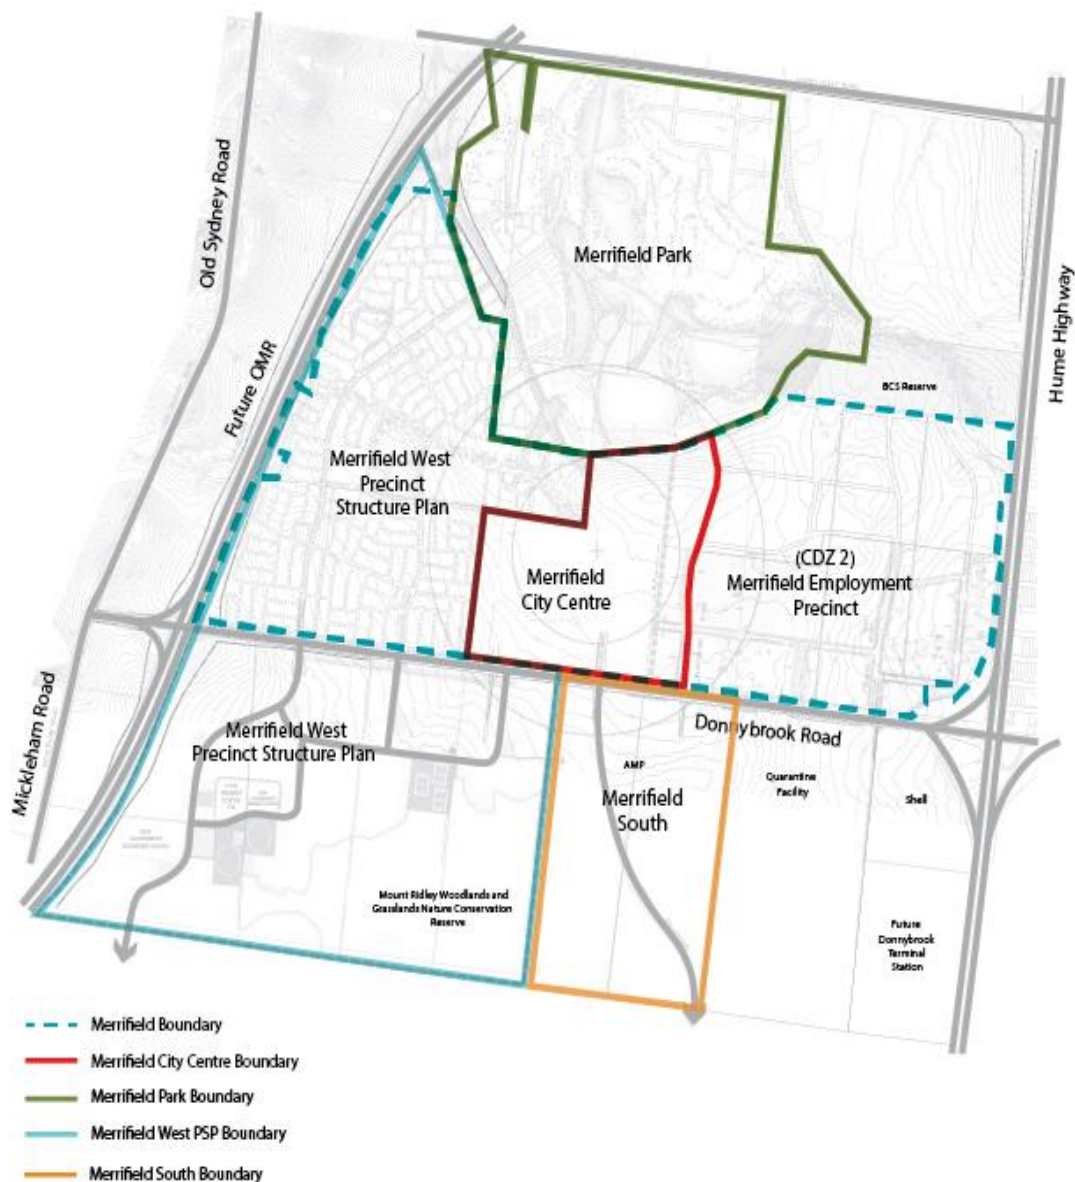 Old Sydney Road
Merrifield Park
Hume Highway
Future OMR
BCS Reserve
Merrifield West
Precinct
Structure Plan
(CDZ 2)
Merrifield Employment
Precinct
Merrifield
City Centre
Mickleham Road
Merrifield West
Precinct Structure Plan
Donnybrook Road
AMP
Merrifield
South
Quarantine
Facility
Shell
Mount Ridley Woodlands and
Grasslands Nature Conservation
Reserve
Future
Donnybrook
Terminal
Station
Merrifield Boundary
Merrifield City Centre Boundary
Merrifield Park Boundary
Merrifield West PSP Boundary
Merrifield South Boundary